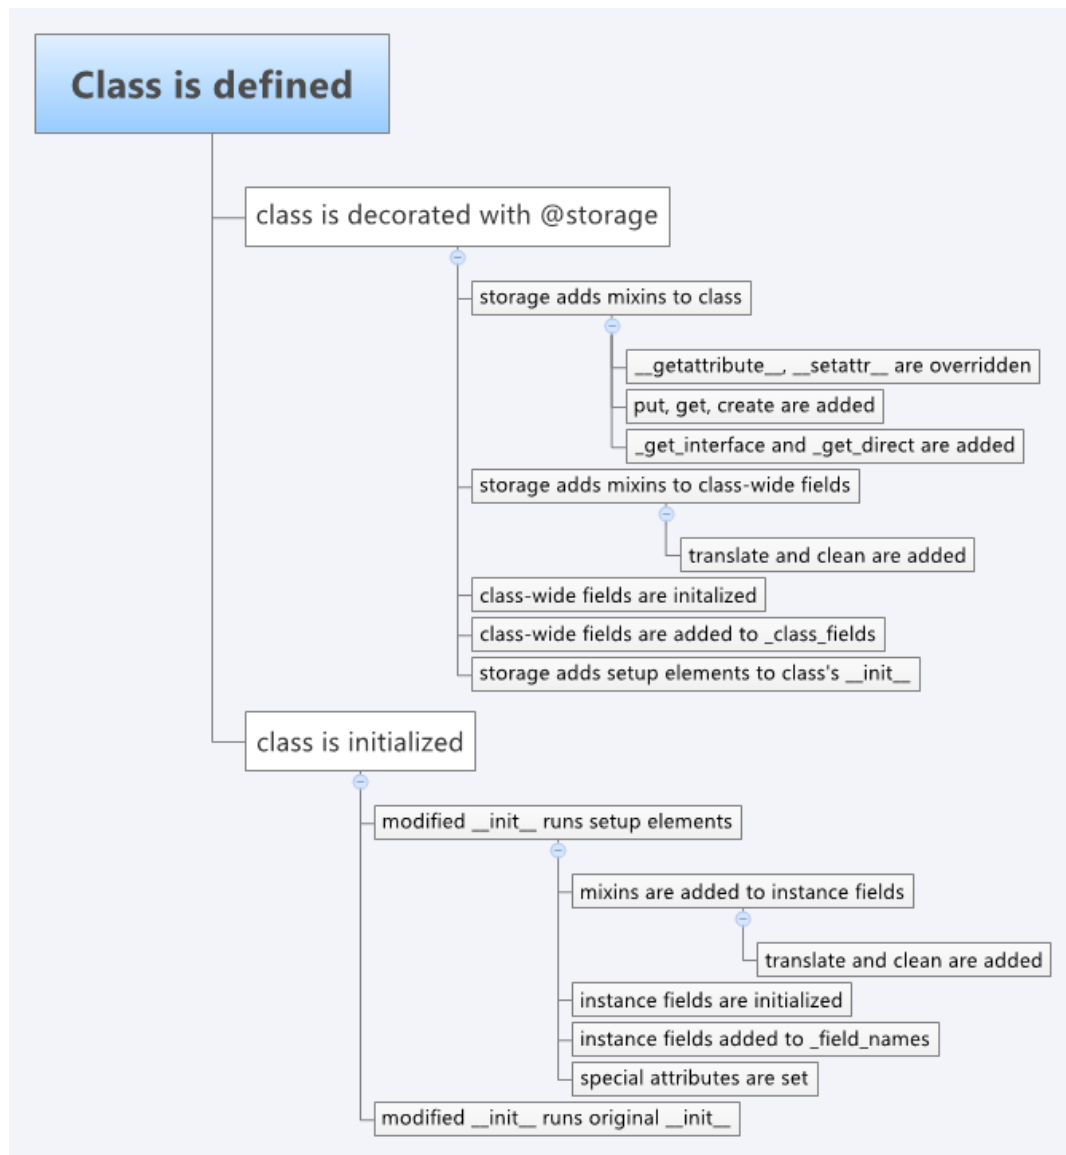 Class is defined
class is decorated with @storage
storage adds mixins to class
__getattribute__, __setattr__ are overridden
put, get, create are added
_get_interface and _get_direct are added
storage adds mixins to class-wide fields
translate and clean are added
class-wide fields are initalized
class-wide fields are added to _class_fields
storage adds setup elements to class's __init__
class is initialized
modified __init__ runs setup elements
mixins are added to instance fields
translate and clean are added
instance fields are initialized
instance fields added to _field_names
special attributes are set
modified __init__ runs original __init__